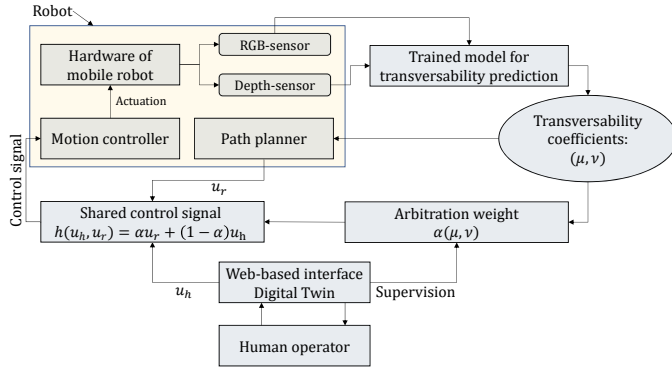 Robot
Hardware of
mobile robot
RGB-sensor
Depth-sensor
Trained model for
transversability prediction
Actuation
Motion controller
Path planner
Transversability
coefficients:
(μ, ν)
Control signal
u_r
Shared control signal
h(u_h, u_r) = αu_r + (1 − α)u_h
Arbitration weight
α(μ, ν)
u_h
Web-based interface
Digital Twin
Supervision
Human operator